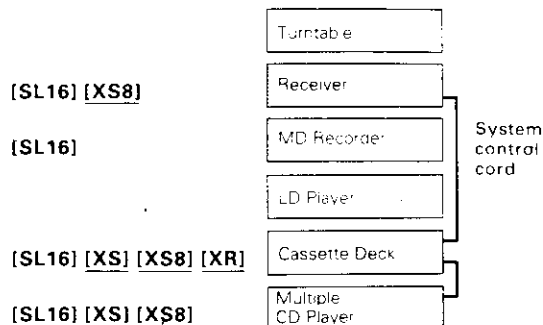 Turntable
[SL16] [XS8] Receiver
[SL16] MD Recorder
System
control
cord
LD Player
[SL16] [XS] [XS8] [XR] Cassette Deck
[SL16] [XS] [XS8] Multiple
CD Player